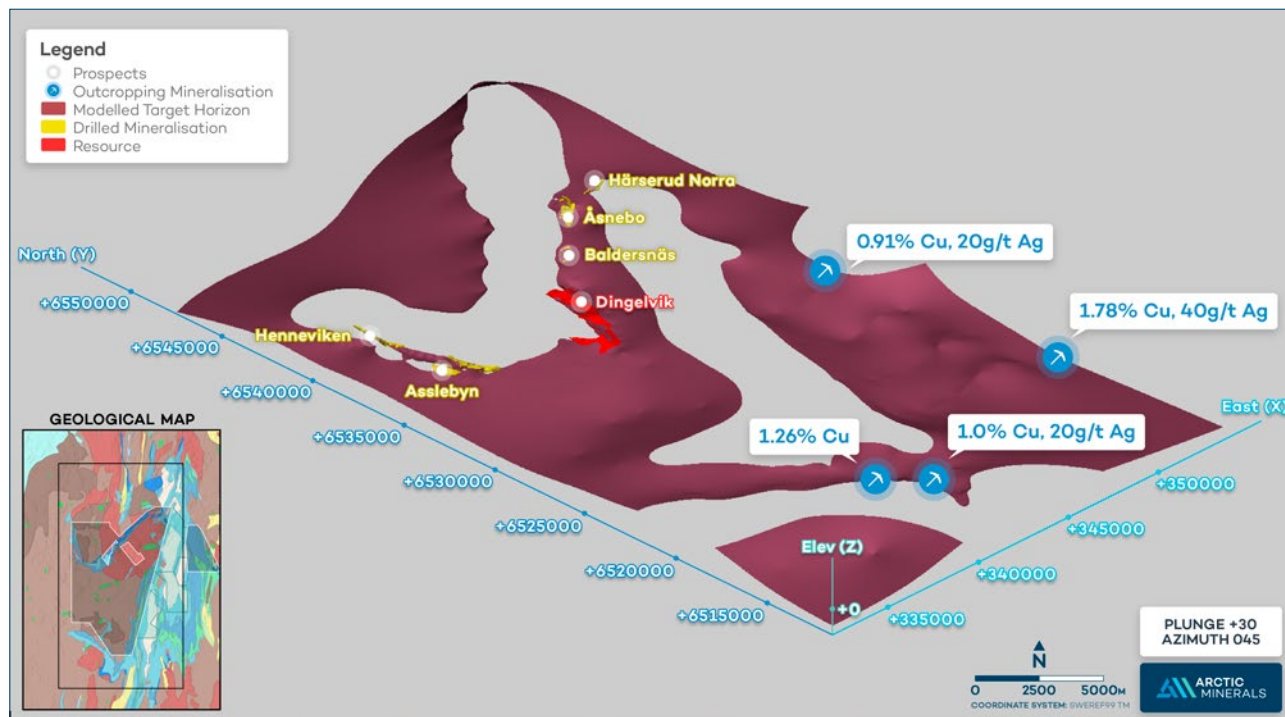 Legend
Prospects
Outcropping Mineralisation
Modelled Target Horizon
Drilled Mineralisation
Resource
Härserud Norra
Åsnebo
Baldersnäs
Dingelvik
Henneviken
Asslebyn
0.91% Cu, 20g/t Ag
1.78% Cu, 40g/t Ag
1.26% Cu
1.0% Cu, 20g/t Ag
North (Y)
+6550000
+6545000
+6540000
+6535000
+6530000
+6525000
+6520000
+6515000
East (X)
+350000
+345000
+340000
+335000
Elev (Z)
+0
GEOLOGICAL MAP
PLUNGE +30
AZIMUTH 045
N
0 2500 5000M
COORDINATE SYSTEM: SWEREF99 TM
ARCTIC
MINERALS